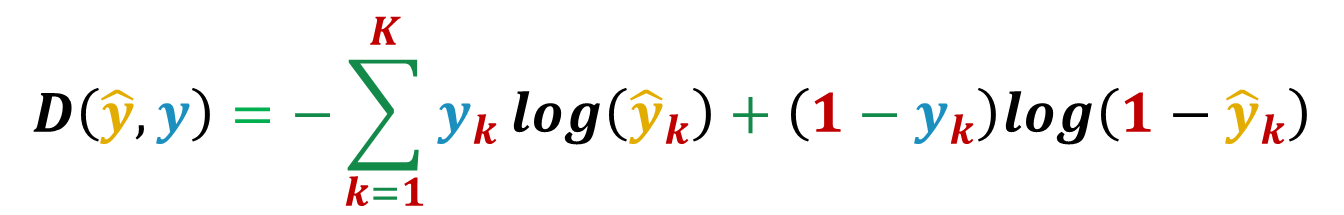 D(ŷ, y) = − ∑_{k=1}^{K} y_k log(ŷ_k) + (1 − y_k)log(1 − ŷ_k)